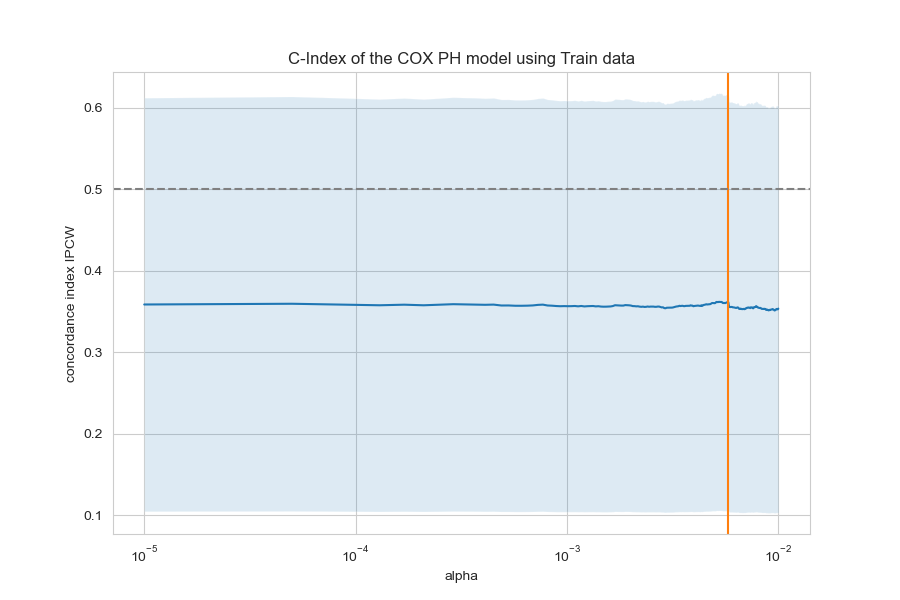 C-Index of the COX PH model using Train data
concordance index IPCW
0.6
0.5
0.4
0.3
0.2
0.1
10⁻⁵ 10⁻⁴ 10⁻³ 10⁻²
alpha